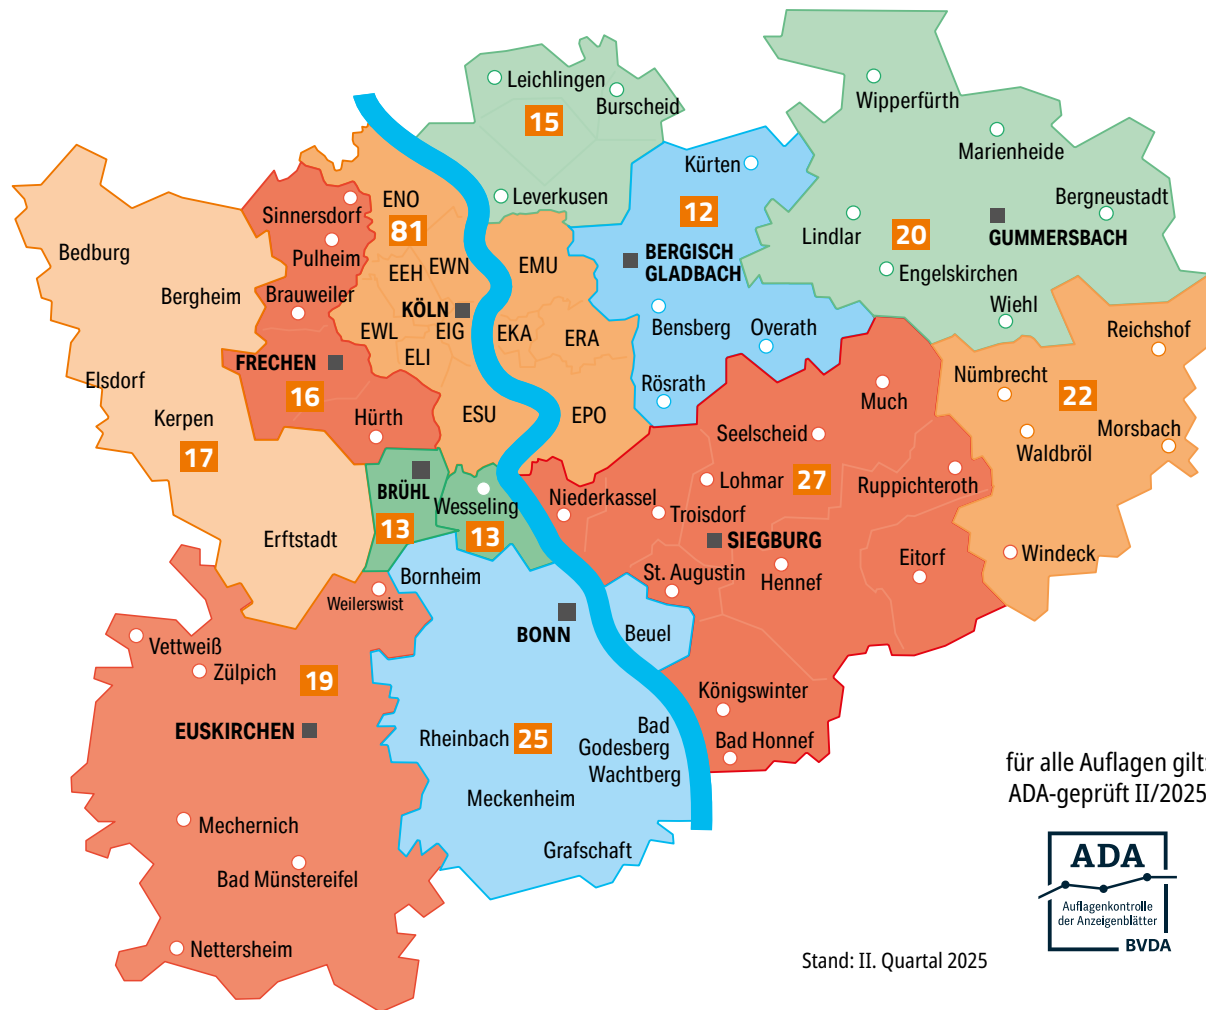 Leichlingen
Burscheid
15
Leverkusen
Wipperfürth
Marienheide
Bergneustadt
Lindlar
20
GUMMERSBACH
Engelskirchen
Wiehl
Kürten
12
BERGISCH
GLADBACH
Bensberg
Overath
Rösrath
ENO
81
EEH
EWN
EMU
KÖLN
EWL
EIG
EKA
ERA
ELI
ESU
EPO
Sinnersdorf
Pulheim
Brauweiler
FRECHEN
16
Hürth
Bedburg
Bergheim
Elsdorf
Kerpen
17
Erftstadt
BRÜHL
13
Wesseling
13
Reichshof
Nümbrecht
22
Morsbach
Waldbröl
Windeck
Much
Seelscheid
Lohmar
27
Ruppichteroth
Niederkassel
Troisdorf
SIEGBURG
St. Augustin
Hennef
Eitorf
Königswinter
Bad Honnef
Bornheim
BONN
Beuel
Rheinbach
25
Bad
Godesberg
Wachtberg
Meckenheim
Grafschaft
Weilerswist
Vettweiß
Zülpich
19
EUSKIRCHEN
Mechernich
Bad Münstereifel
Nettersheim
für alle Auflagen gilt:
ADA-geprüft II/2025
ADA
Auflagenkontrolle
der Anzeigenblätter
BVDA
Stand: II. Quartal 2025